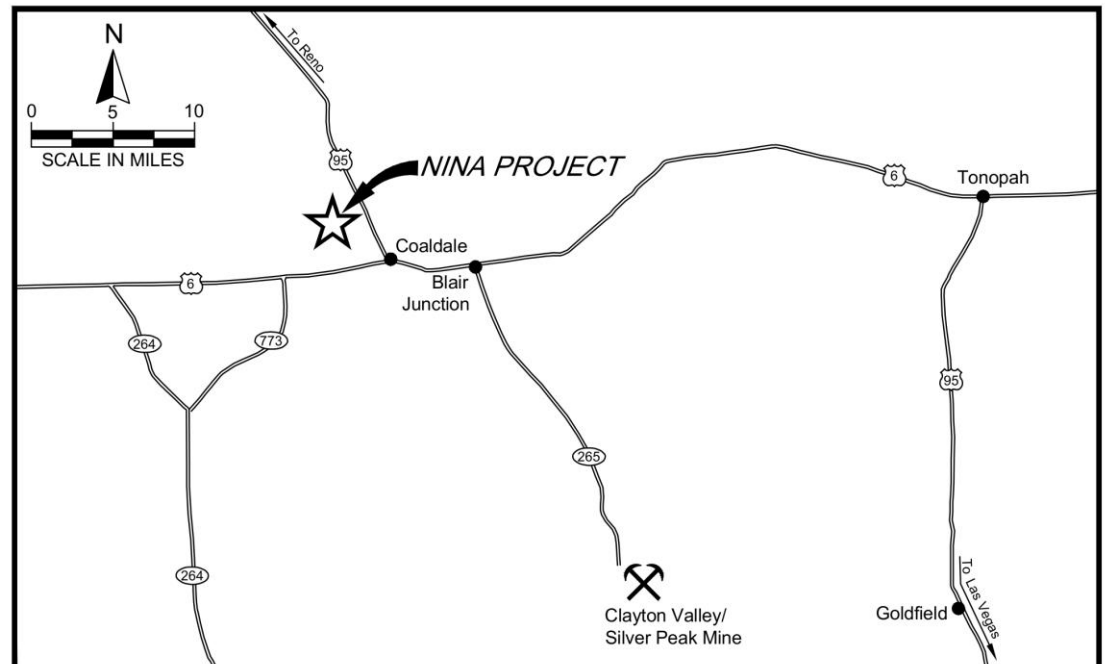 To Reno
N
0 5 10
SCALE IN MILES
95
NINA PROJECT
6
Tonopah
Coaldale
Blair
Junction
6
264
773
95
265
264
Clayton Valley/
Silver Peak Mine
To Las Vegas
Goldfield